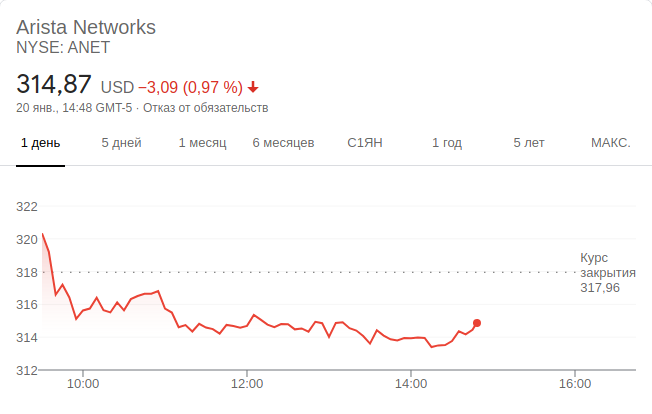 Arista Networks
NYSE: ANET
314,87 USD −3,09 (0,97 %)
20 янв., 14:48 GMT-5 · Отказ от обязательств
1 день 5 дней 1 месяц 6 месяцев С1ЯН 1 год 5 лет МАКС.
322
320
318
316
314
312
Курс
закрытия
317,96
10:00 12:00 14:00 16:00